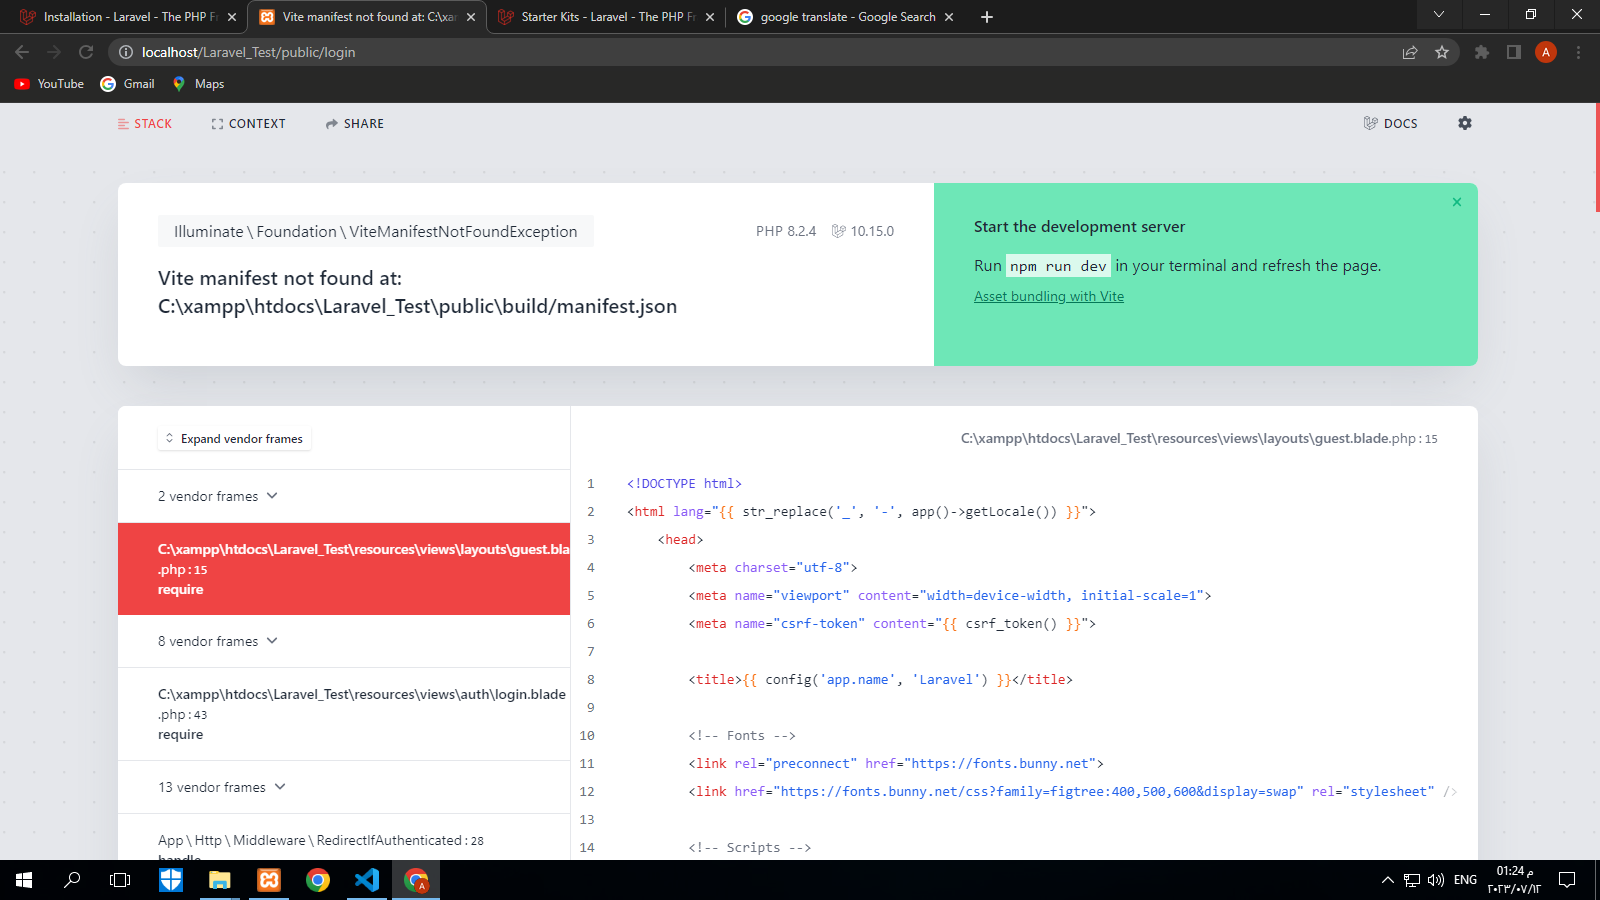 Installation - Laravel - The PHP Fr
Vite manifest not found at: C:\xar
Starter Kits - Laravel - The PHP Fr
google translate - Google Search
localhost/Laravel_Test/public/login
A
YouTube
Gmail
Maps
STACK
CONTEXT
SHARE
DOCS
Illuminate \ Foundation \ ViteManifestNotFoundException
PHP 8.2.4
10.15.0
Vite manifest not found at:
C:\xampp\htdocs\Laravel_Test\public\build/manifest.json
Start the development server
Run npm run dev in your terminal and refresh the page.
Asset bundling with Vite
Expand vendor frames
2 vendor frames
C:\xampp\htdocs\Laravel_Test\resources\views\layouts\guest.bla
.php : 15
require
8 vendor frames
C:\xampp\htdocs\Laravel_Test\resources\views\auth\login.blade
.php : 43
require
13 vendor frames
App \ Http \ Middleware \ RedirectIfAuthenticated : 28
handle
C:\xampp\htdocs\Laravel_Test\resources\views\layouts\guest.blade.php : 15
1 <!DOCTYPE html>
2 <html lang="{{ str_replace('_', '-', app()->getLocale()) }}">
3 <head>
4 <meta charset="utf-8">
5 <meta name="viewport" content="width=device-width, initial-scale=1">
6 <meta name="csrf-token" content="{{ csrf_token() }}">
7
8 <title>{{ config('app.name', 'Laravel') }}</title>
9
10 <!-- Fonts -->
11 <link rel="preconnect" href="https://fonts.bunny.net">
12 <link href="https://fonts.bunny.net/css?family=figtree:400,500,600&display=swap" rel="stylesheet" />
13
14 <!-- Scripts -->
A
ENG
01:24 م
٢٠٢٣/٠٧/١٢